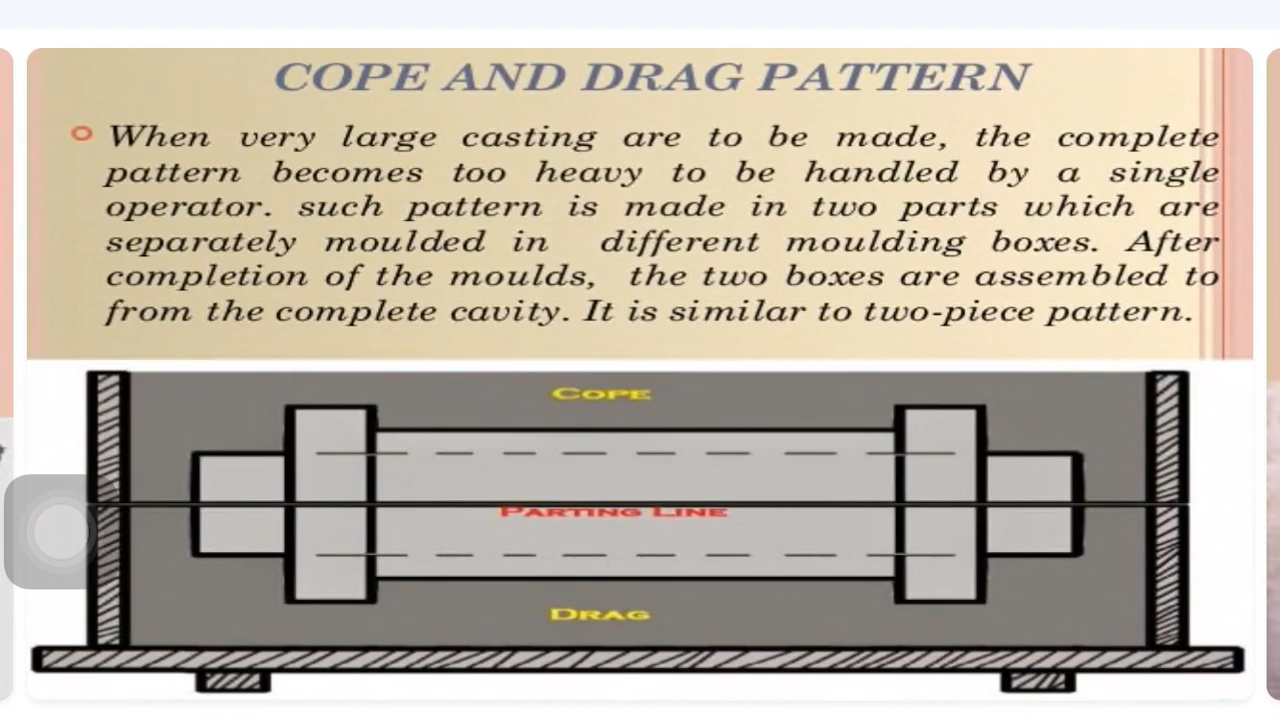 COPE AND DRAG PATTERN
When very large casting are to be made, the complete
pattern becomes too heavy to be handled by a single
operator. such pattern is made in two parts which are
separately moulded in different moulding boxes. After
completion of the moulds, the two boxes are assembled to
from the complete cavity. It is similar to two-piece pattern.
COPE
PARTING LINE
DRAG